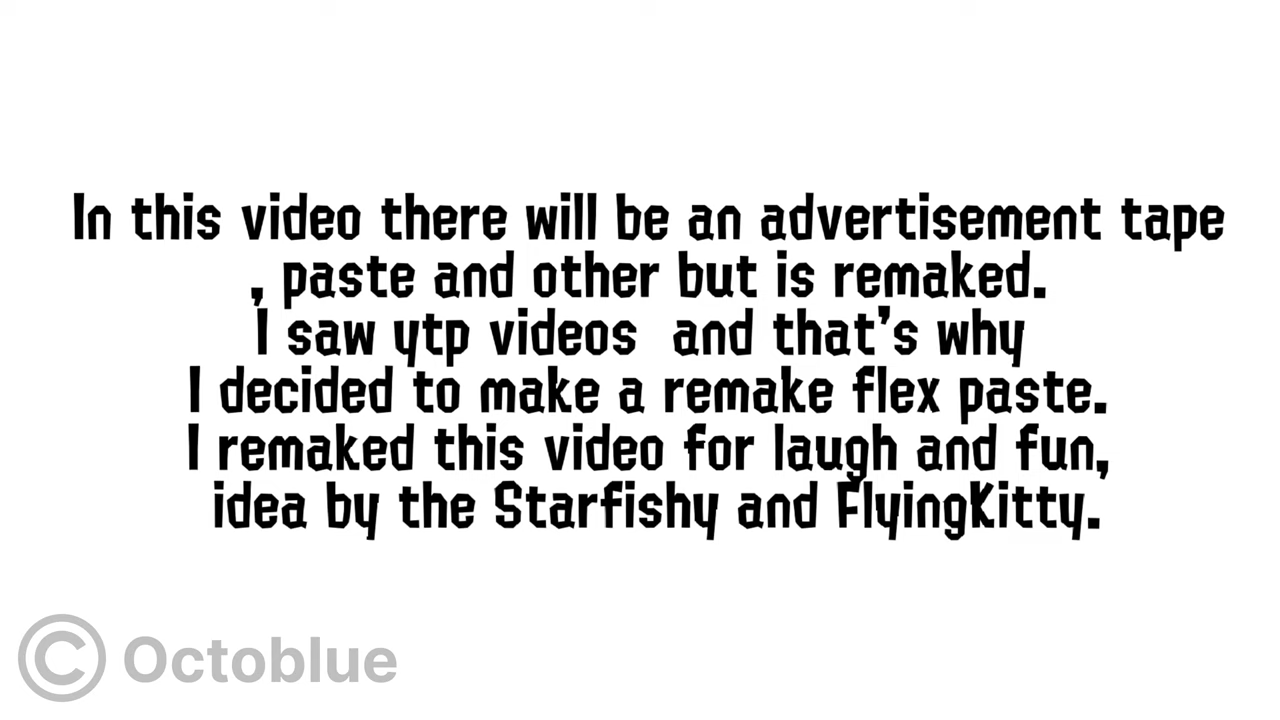 In this video there will be an advertisement tape
, paste and other but is remaked.
I saw ytp videos  and that's why
I decided to make a remake flex paste.
I remaked this video for laugh and fun,
idea by the Starfishy and FlyingKitty.
© Octoblue